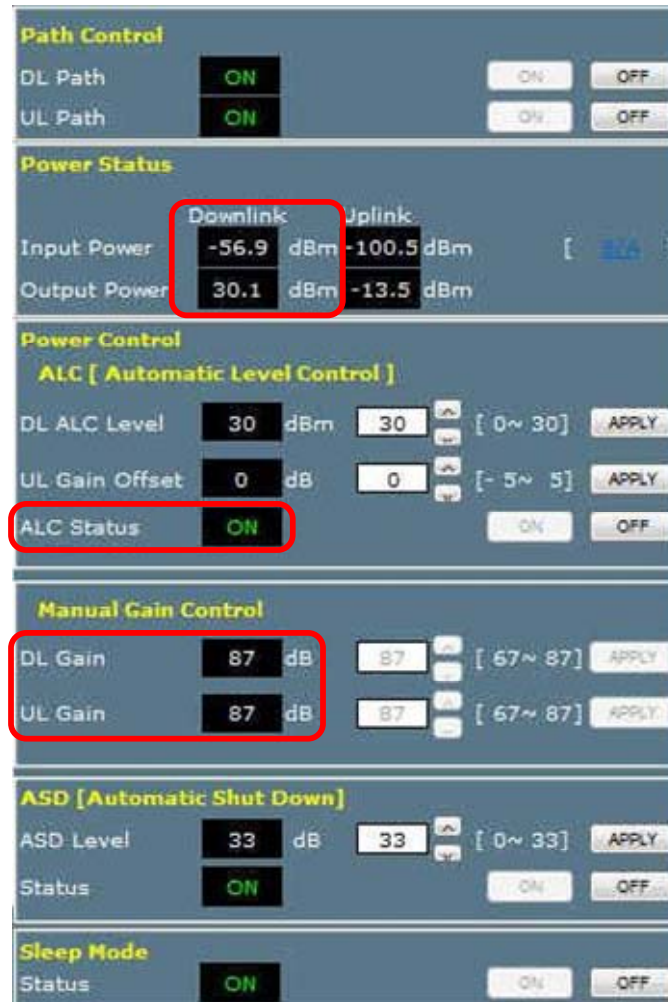 Path Control
DL Path ON ON OFF
UL Path ON ON OFF
Power Status
Downlink Uplink
Input Power -56.9 dBm -100.5 dBm [
Output Power 30.1 dBm -13.5 dBm
Power Control
ALC [ Automatic Level Control ]
DL ALC Level 30 dBm 30 [ 0~ 30] APPLY
UL Gain Offset 0 dB 0 [- 5~ 5] APPLY
ALC Status ON ON OFF
Manual Gain Control
DL Gain 87 dB 87 [ 67~ 87] APPLY
UL Gain 87 dB 87 [ 67~ 87] APPLY
ASD [Automatic Shut Down]
ASD Level 33 dB 33 [ 0~ 33] APPLY
Status ON ON OFF
Sleep Mode
Status ON ON OFF